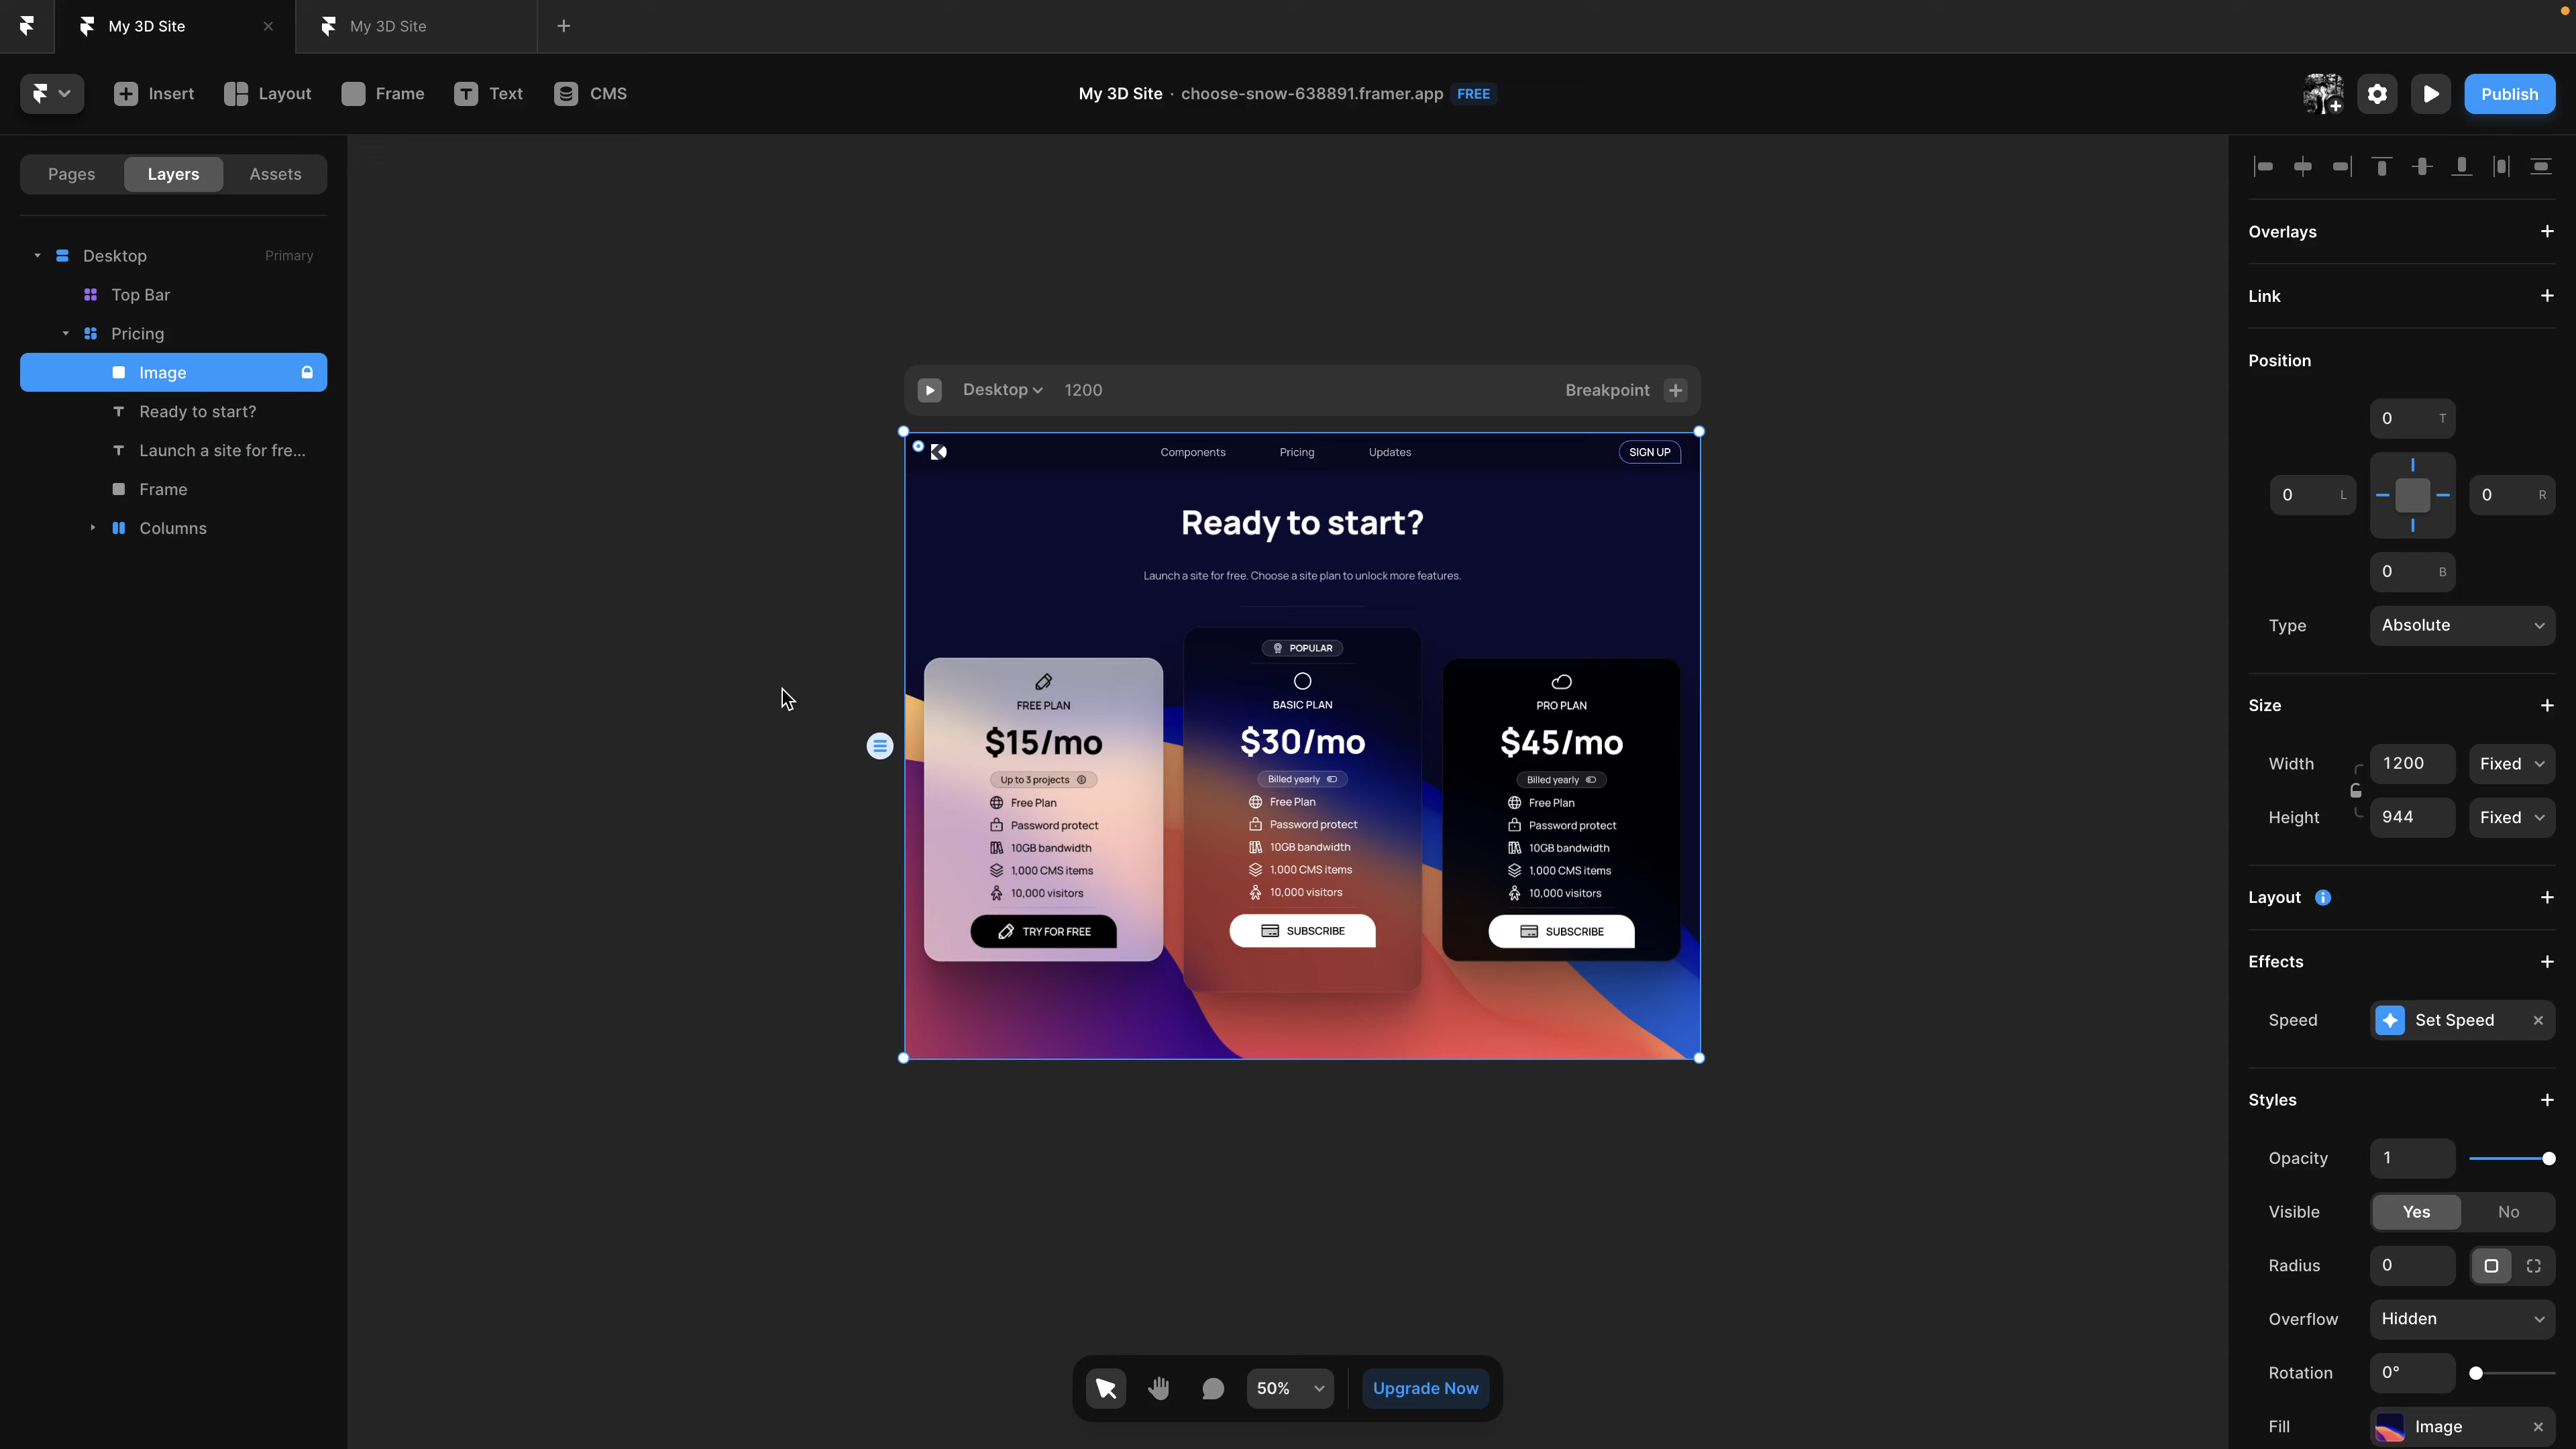 My 3D Site
My 3D Site
Insert
Layout
Frame
Text
CMS
My 3D Site · choose-snow-638891.framer.app FREE
Publish
Pages
Layers
Assets
Desktop Primary
Top Bar
Pricing
Image
Ready to start?
Launch a site for fre...
Frame
Columns
Desktop 1200
Breakpoint
Components
Pricing
Updates
SIGN UP
Ready to start?
Launch a site for free. Choose a site plan to unlock more features.
FREE PLAN
$15/mo
Up to 3 projects
Free Plan
Password protect
10GB bandwidth
1,000 CMS items
10,000 visitors
TRY FOR FREE
POPULAR
BASIC PLAN
$30/mo
Billed yearly
Free Plan
Password protect
10GB bandwidth
1,000 CMS items
10,000 visitors
SUBSCRIBE
PRO PLAN
$45/mo
Billed yearly
Free Plan
Password protect
10GB bandwidth
1,000 CMS items
10,000 visitors
SUBSCRIBE
50%
Upgrade Now
Overlays
Link
Position
0 T
0 L
0 R
0 B
Type Absolute
Size
Width 1200 Fixed
Height 944 Fixed
Layout
Effects
Speed Set Speed
Styles
Opacity 1
Visible Yes No
Radius 0
Overflow Hidden
Rotation 0°
Fill Image